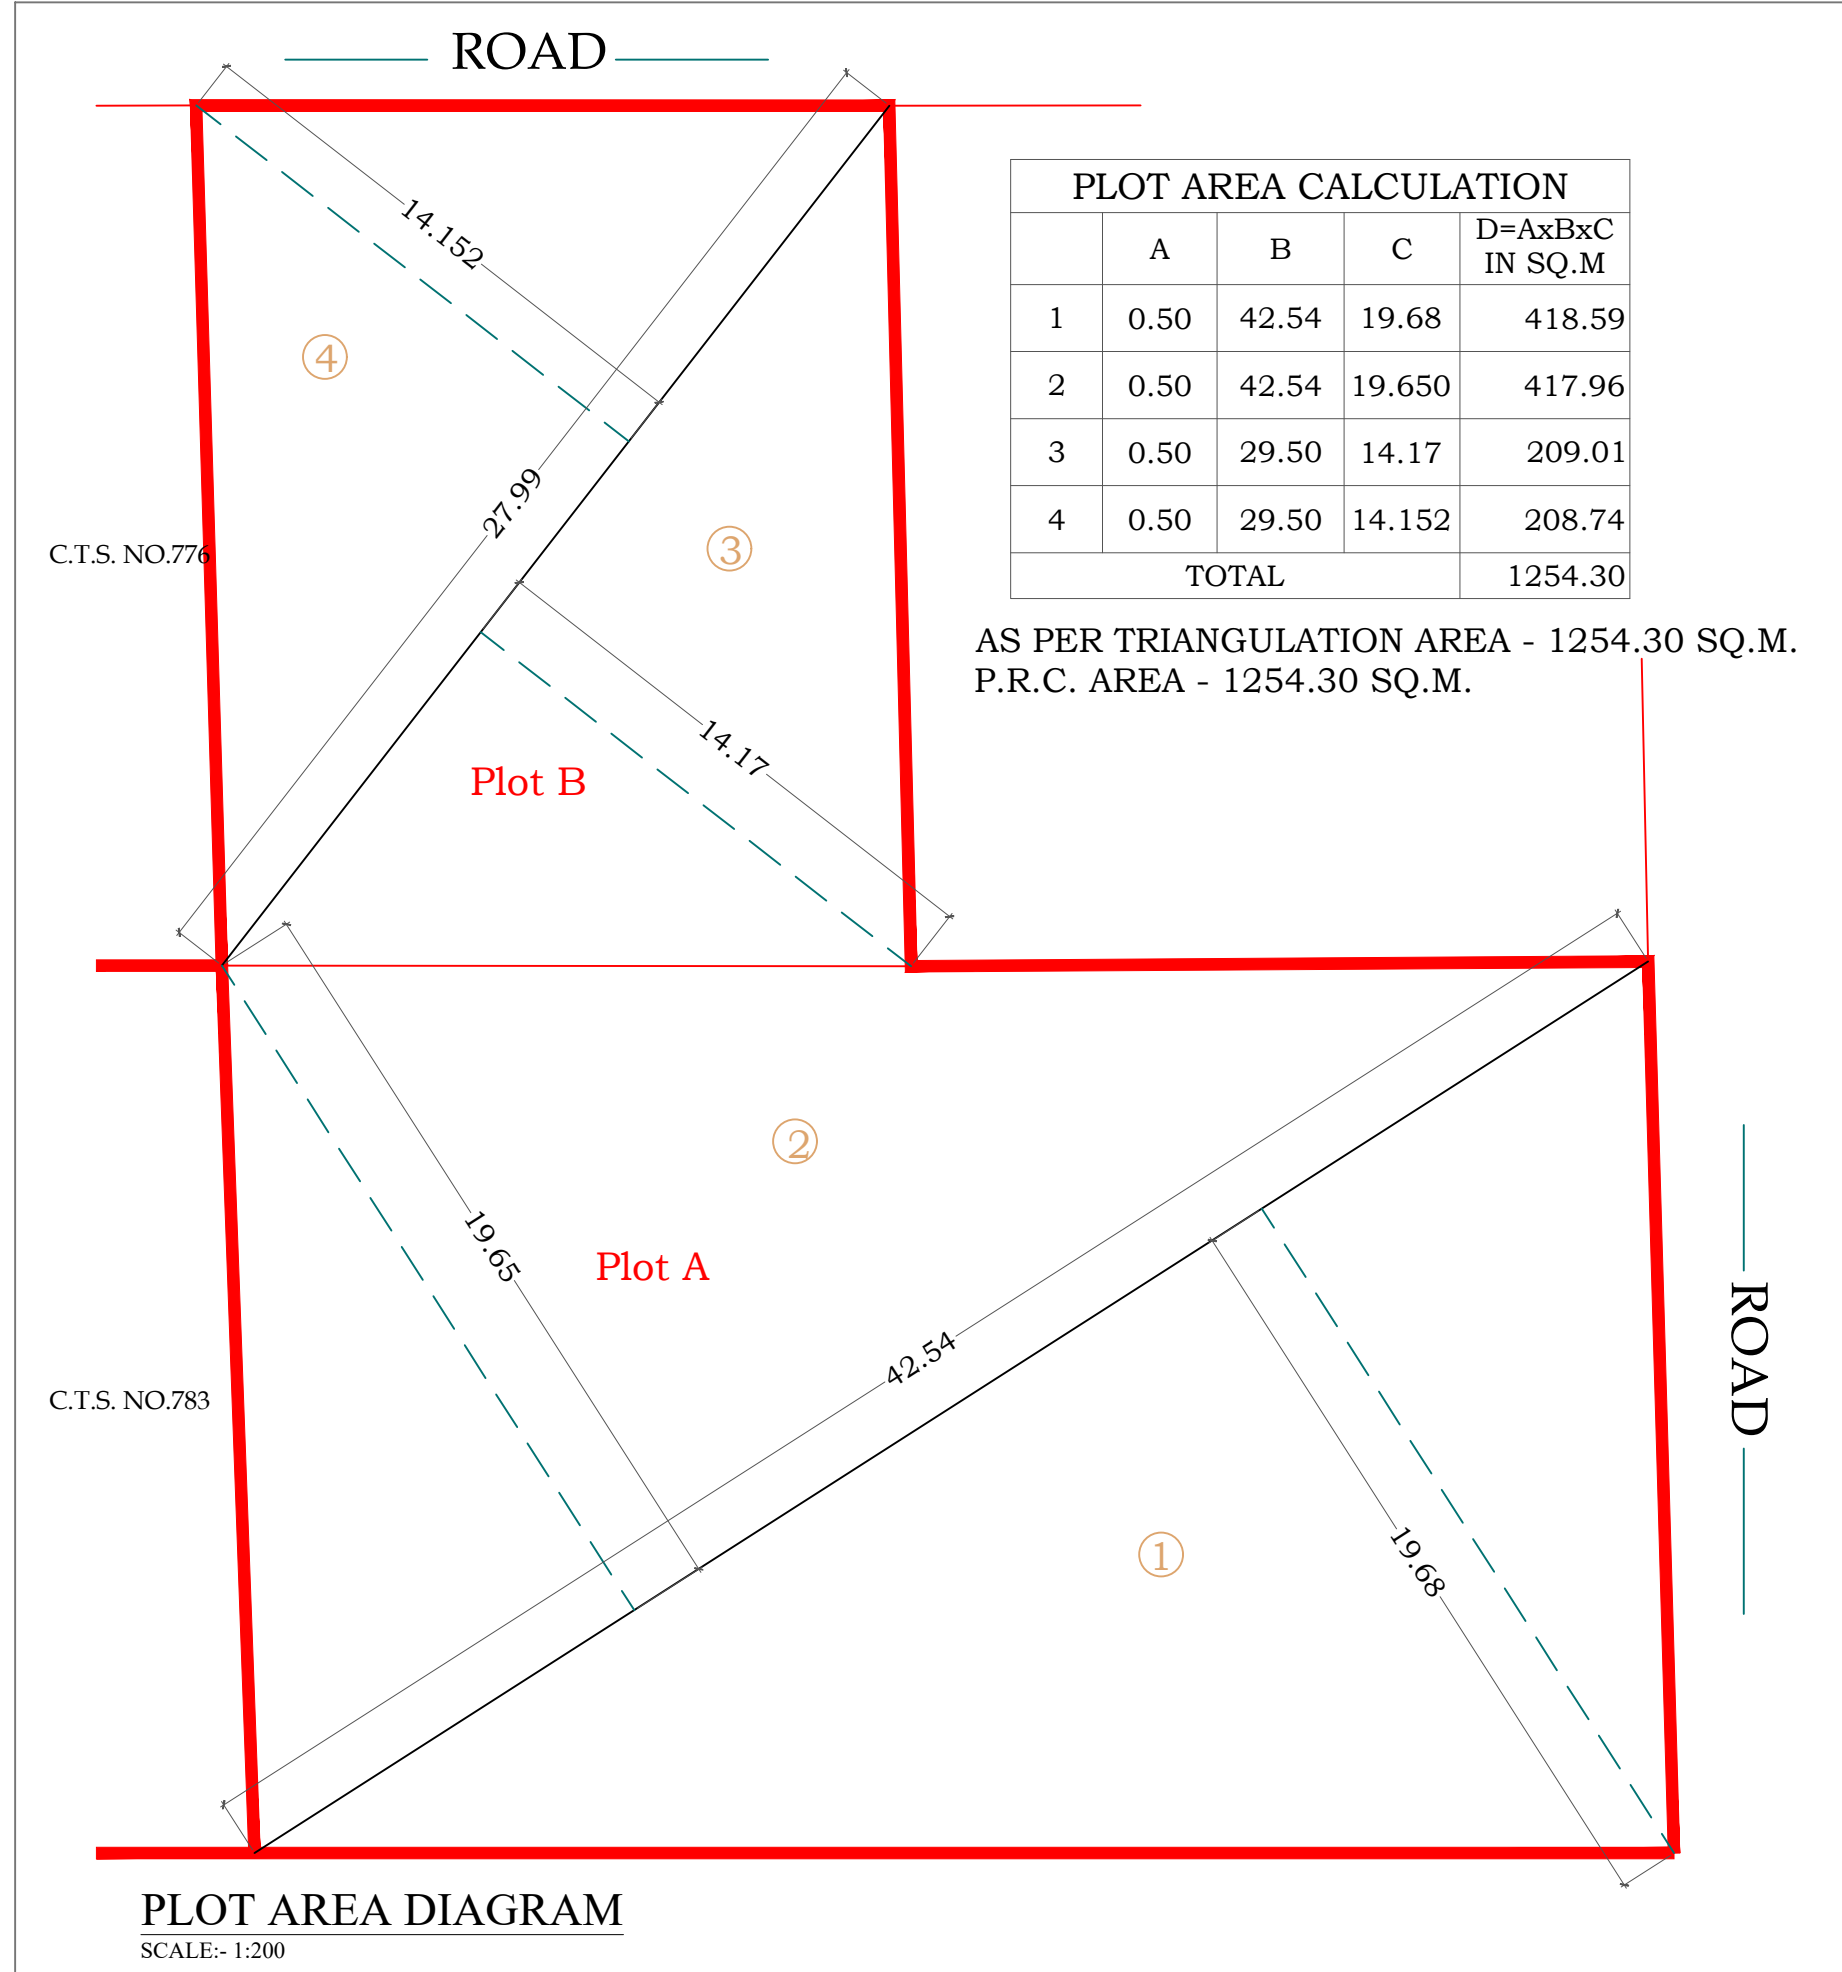 ROAD
14.152
PLOT AREA CALCULATION
A B C D=AxBxC IN SQ.M
1 0.50 42.54 19.68 418.59
2 0.50 42.54 19.650 417.96
3 0.50 29.50 14.17 209.01
4 0.50 29.50 14.152 208.74
TOTAL 1254.30
4
27.99
3
C.T.S. NO.776
AS PER TRIANGULATION AREA - 1254.30 SQ.M.
P.R.C. AREA - 1254.30 SQ.M.
14.17
Plot B
2
19.65
Plot A
42.54
ROAD
C.T.S. NO.783
1
19.68
PLOT AREA DIAGRAM
SCALE:- 1:200